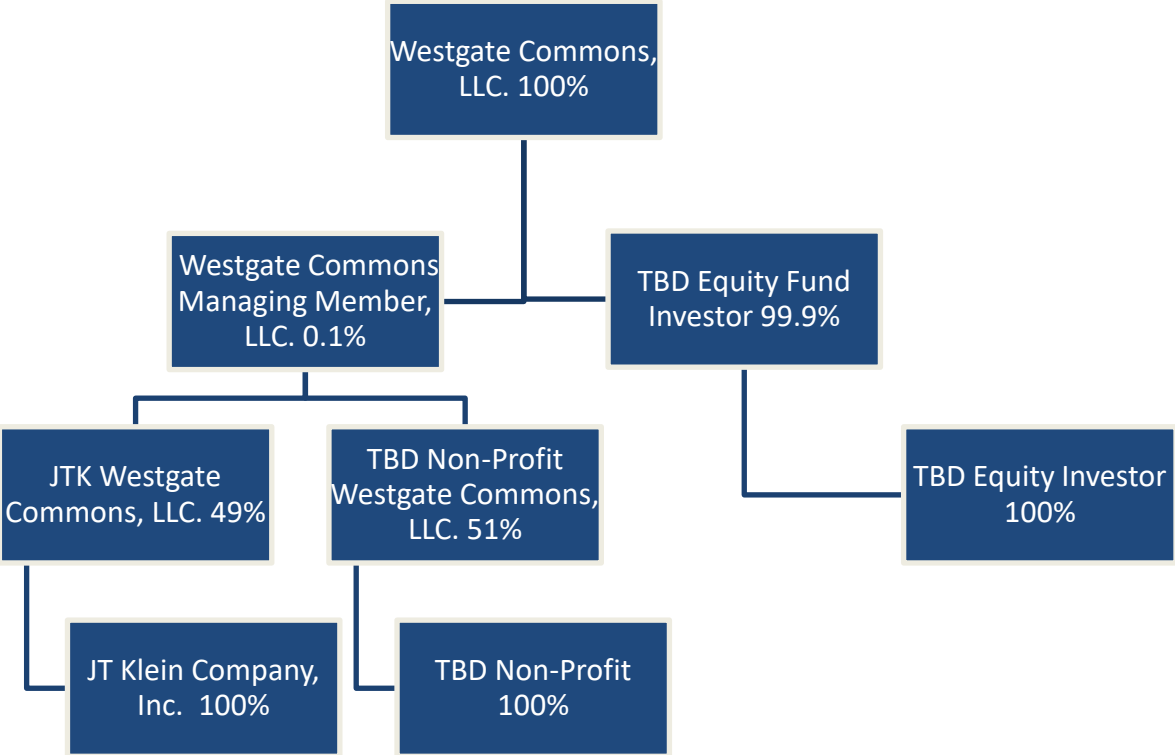 Westgate Commons,
LLC. 100%
Westgate Commons
Managing Member,
LLC. 0.1%
TBD Equity Fund
Investor 99.9%
JTK Westgate
Commons, LLC. 49%
TBD Non-Profit
Westgate Commons,
LLC. 51%
TBD Equity Investor
100%
JT Klein Company,
Inc.  100%
TBD Non-Profit
100%